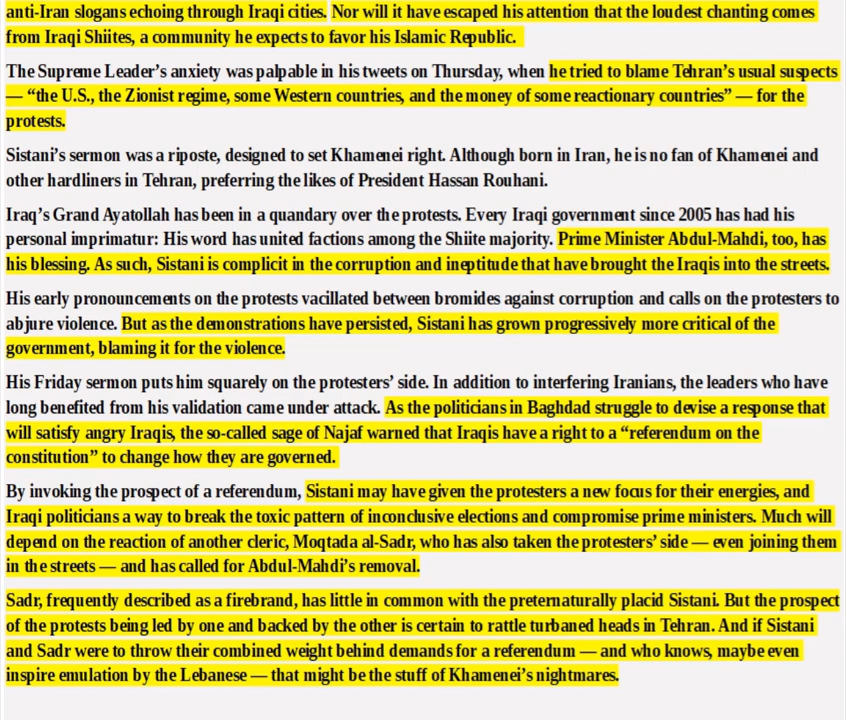 anti-Iran slogans echoing through Iraqi cities. Nor will it have escaped his attention that the loudest chanting comes
from Iraqi Shiites, a community he expects to favor his Islamic Republic.
The Supreme Leader’s anxiety was palpable in his tweets on Thursday, when he tried to blame Tehran’s usual suspects
— “the U.S., the Zionist regime, some Western countries, and the money of some reactionary countries” — for the
protests.
Sistani’s sermon was a riposte, designed to set Khamenei right. Although born in Iran, he is no fan of Khamenei and
other hardliners in Tehran, preferring the likes of President Hassan Rouhani.
Iraq’s Grand Ayatollah has been in a quandary over the protests. Every Iraqi government since 2005 has had his
personal imprimatur: His word has united factions among the Shiite majority. Prime Minister Abdul-Mahdi, too, has
his blessing. As such, Sistani is complicit in the corruption and ineptitude that have brought the Iraqis into the streets.
His early pronouncements on the protests vacillated between bromides against corruption and calls on the protesters to
abjure violence. But as the demonstrations have persisted, Sistani has grown progressively more critical of the
government, blaming it for the violence.
His Friday sermon puts him squarely on the protesters’ side. In addition to interfering Iranians, the leaders who have
long benefited from his validation came under attack. As the politicians in Baghdad struggle to devise a response that
will satisfy angry Iraqis, the so-called sage of Najaf warned that Iraqis have a right to a “referendum on the
constitution” to change how they are governed.
By invoking the prospect of a referendum, Sistani may have given the protesters a new focus for their energies, and
Iraqi politicians a way to break the toxic pattern of inconclusive elections and compromise prime ministers. Much will
depend on the reaction of another cleric, Moqtada al-Sadr, who has also taken the protesters’ side — even joining them
in the streets — and has called for Abdul-Mahdi’s removal.
Sadr, frequently described as a firebrand, has little in common with the preternaturally placid Sistani. But the prospect
of the protests being led by one and backed by the other is certain to rattle turbaned heads in Tehran. And if Sistani
and Sadr were to throw their combined weight behind demands for a referendum — and who knows, maybe even
inspire emulation by the Lebanese — that might be the stuff of Khamenei’s nightmares.